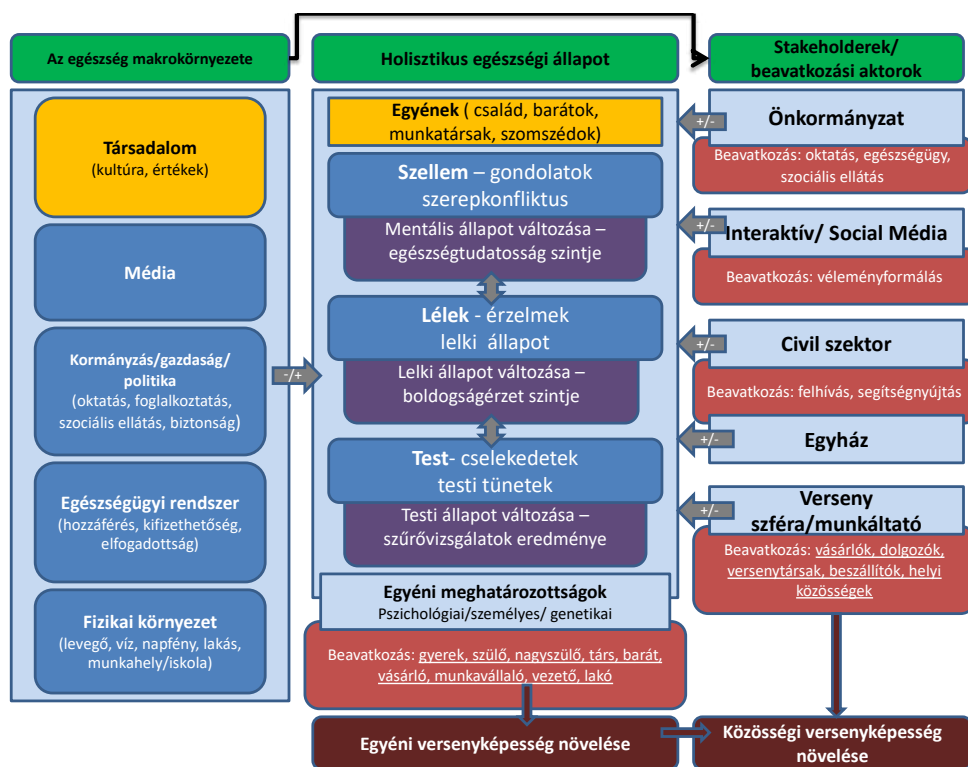 Az egészség makrokörnyezete
Társadalom
(kultúra, értékek)
Média
Kormányzás/gazdaság/
politika
(oktatás, foglalkoztatás,
szociális ellátás, biztonság)
Egészségügyi rendszer
(hozzáférés, kifizethetőség,
elfogadottság)
Fizikai környezet
(levegő, víz, napfény, lakás,
munkahely/iskola)
-/+
Holisztikus egészségi állapot
Egyének ( család, barátok,
munkatársak, szomszédok)
Szellem – gondolatok
szerepkonfliktus
Mentális állapot változása –
egészségtudatosság szintje
Lélek - érzelmek
lelki állapot
Lelki állapot változása –
boldogságérzet szintje
Test- cselekedetek
testi tünetek
Testi állapot változása –
szűrővizsgálatok eredménye
Egyéni meghatározottságok
Pszichológiai/személyes/ genetikai
Beavatkozás: gyerek, szülő, nagyszülő, társ, barát,
vásárló, munkavállaló, vezető, lakó
Egyéni versenyképesség növelése
Stakeholderek/
beavatkozási aktorok
+/-
Önkormányzat
Beavatkozás: oktatás, egészségügy,
szociális ellátás
+/-
Interaktív/ Social Média
Beavatkozás: véleményformálás
+/-
Civil szektor
Beavatkozás: felhívás, segítségnyújtás
+/-
Egyház
+/-
Verseny
szféra/munkáltató
Beavatkozás: vásárlók, dolgozók,
versenytársak, beszállítók, helyi
közösségek
Közösségi versenyképesség
növelése